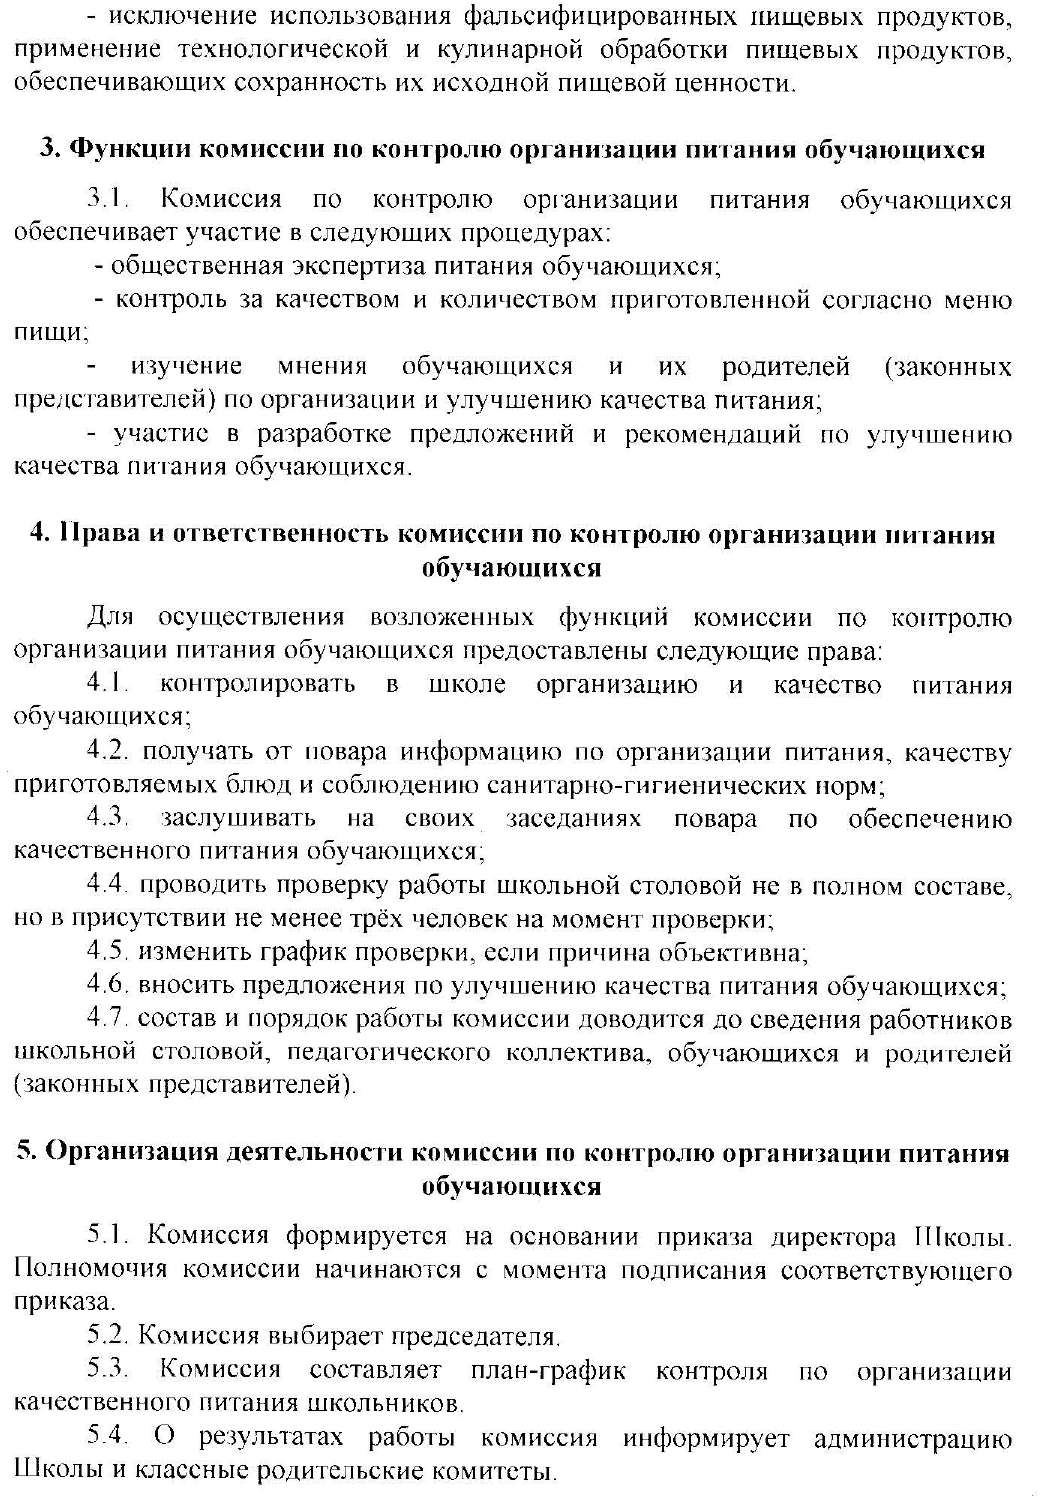 - исключение использования фальсифицированных пищевых продуктов,
применение технологической и кулинарной обработки пищевых продуктов,
обеспечивающих сохранность их исходной пищевой ценности.
3. Функции комиссии по контролю организации питания обучающихся
3.1. Комиссия по контролю организации питания обучающихся
обеспечивает участие в следующих процедурах:
- общественная экспертиза питания обучающихся;
- контроль за качеством и количеством приготовленной согласно меню
пищи;
- изучение мнения обучающихся и их родителей (законных
представителей) по организации и улучшению качества питания;
- участие в разработке предложений и рекомендаций по улучшению
качества питания обучающихся.
4. Права и ответственность комиссии по контролю организации питания
обучающихся
Для осуществления возложенных функций комиссии по контролю
организации питания обучающихся предоставлены следующие права:
4.1. контролировать в школе организацию и качество питания
обучающихся;
4.2. получать от повара информацию по организации питания, качеству
приготовляемых блюд и соблюдению санитарно-гигиенических норм;
4.3. заслушивать на своих заседаниях повара по обеспечению
качественного питания обучающихся;
4.4. проводить проверку работы школьной столовой не в полном составе,
но в присутствии не менее трёх человек на момент проверки;
4.5. изменить график проверки, если причина объективна;
4.6. вносить предложения по улучшению качества питания обучающихся;
4.7. состав и порядок работы комиссии доводится до сведения работников
школьной столовой, педагогического коллектива, обучающихся и родителей
(законных представителей).
5. Организация деятельности комиссии по контролю организации питания
обучающихся
5.1. Комиссия формируется на основании приказа директора Школы.
Полномочия комиссии начинаются с момента подписания соответствующего
приказа.
5.2. Комиссия выбирает председателя.
5.3. Комиссия составляет план-график контроля по организации
качественного питания школьников.
5.4. О результатах работы комиссия информирует администрацию
Школы и классные родительские комитеты.